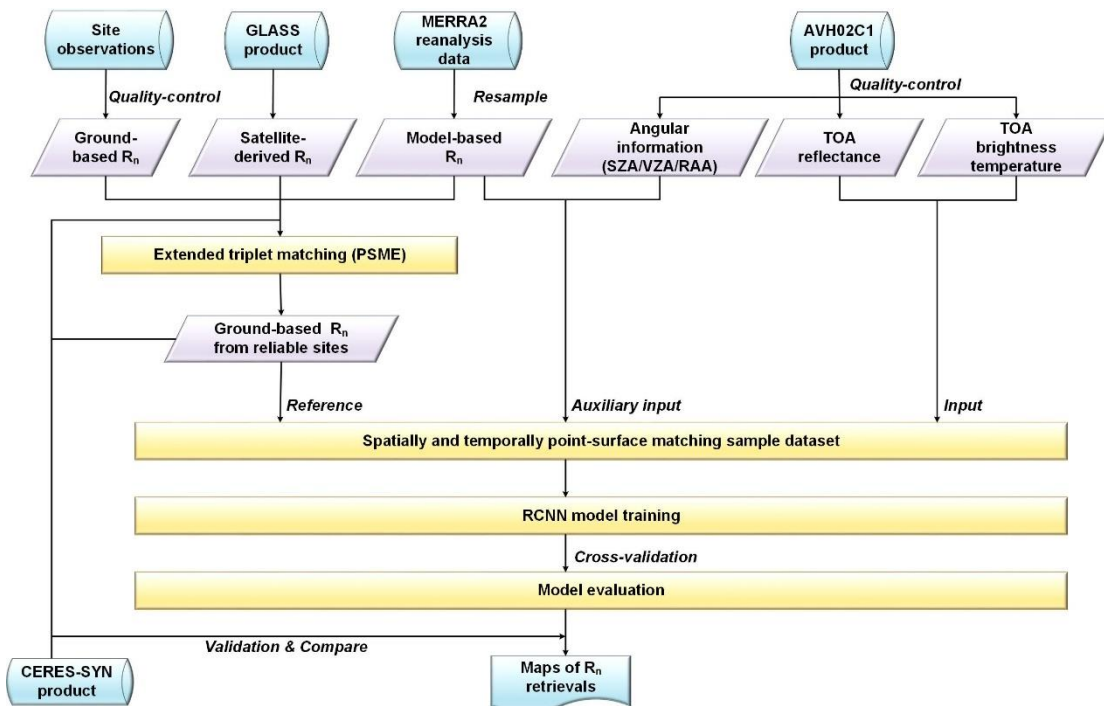 Site
observations
GLASS
product
MERRA2
reanalysis
data
AVH02C1
product
Quality-control
Resample
Quality-control
Ground-
based Rn
Satellite-
derived Rn
Model-based
Rn
Angular
information
(SZA/VZA/RAA)
TOA
reflectance
TOA
brightness
temperature
Extended triplet matching (PSME)
Ground-based Rn
from reliable sites
Reference
Auxiliary input
Input
Spatially and temporally point-surface matching sample dataset
RCNN model training
Cross-validation
Model evaluation
Validation & Compare
CERES-SYN
product
Maps of Rn
retrievals